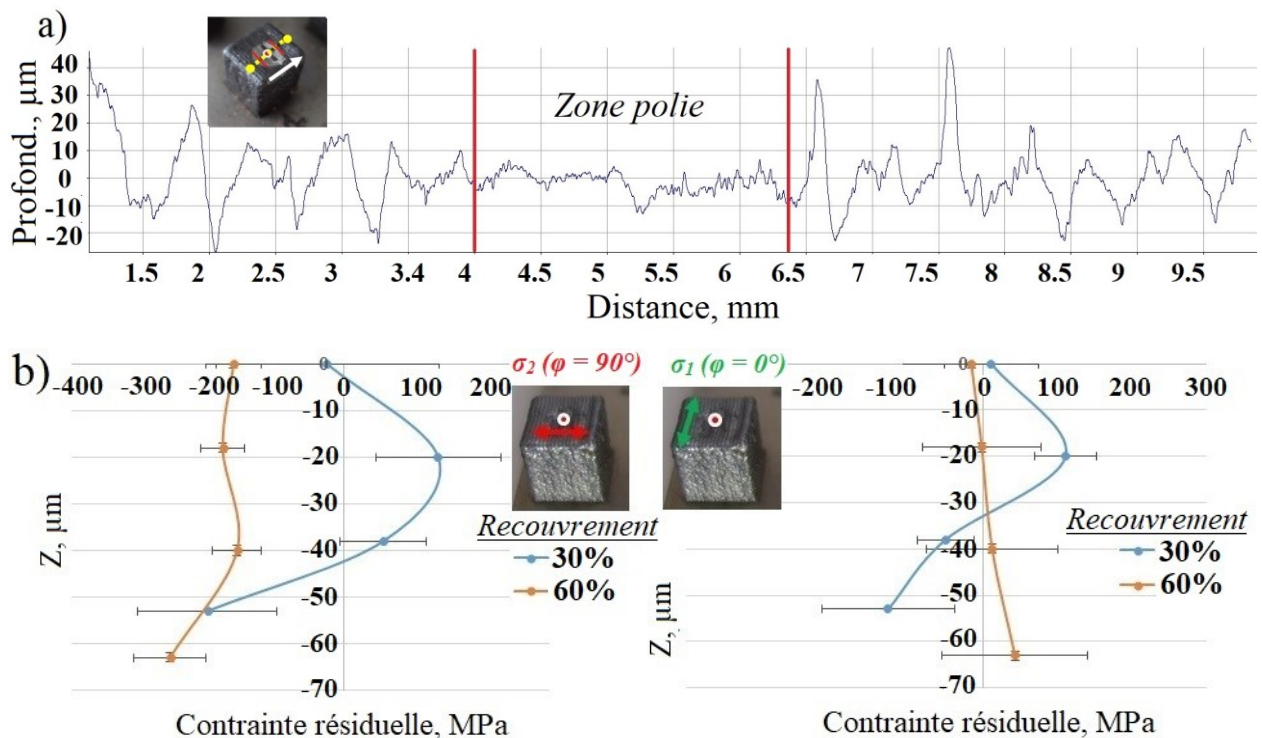 a)
Profond., µm
40
30
20
10
0
-10
-20
Zone polie
1.5 2 2.5 3 3.4 4 4.5 5 5.5 6 6.5 7 7.5 8 8.5 9 9.5
Distance, mm
b)
σ2 (φ = 90°)
σ1 (φ = 0°)
0
-400 -300 -200 -100 0 100 200
-10
-20
-30
-40
-50
-60
-70
Z, µm
Contrainte résiduelle, MPa
Recouvrement
30%
60%
0
-200 -100 0 100 200 300
-10
-20
-30
-40
-50
-60
-70
Z, µm
Contrainte résiduelle, MPa
Recouvrement
30%
60%